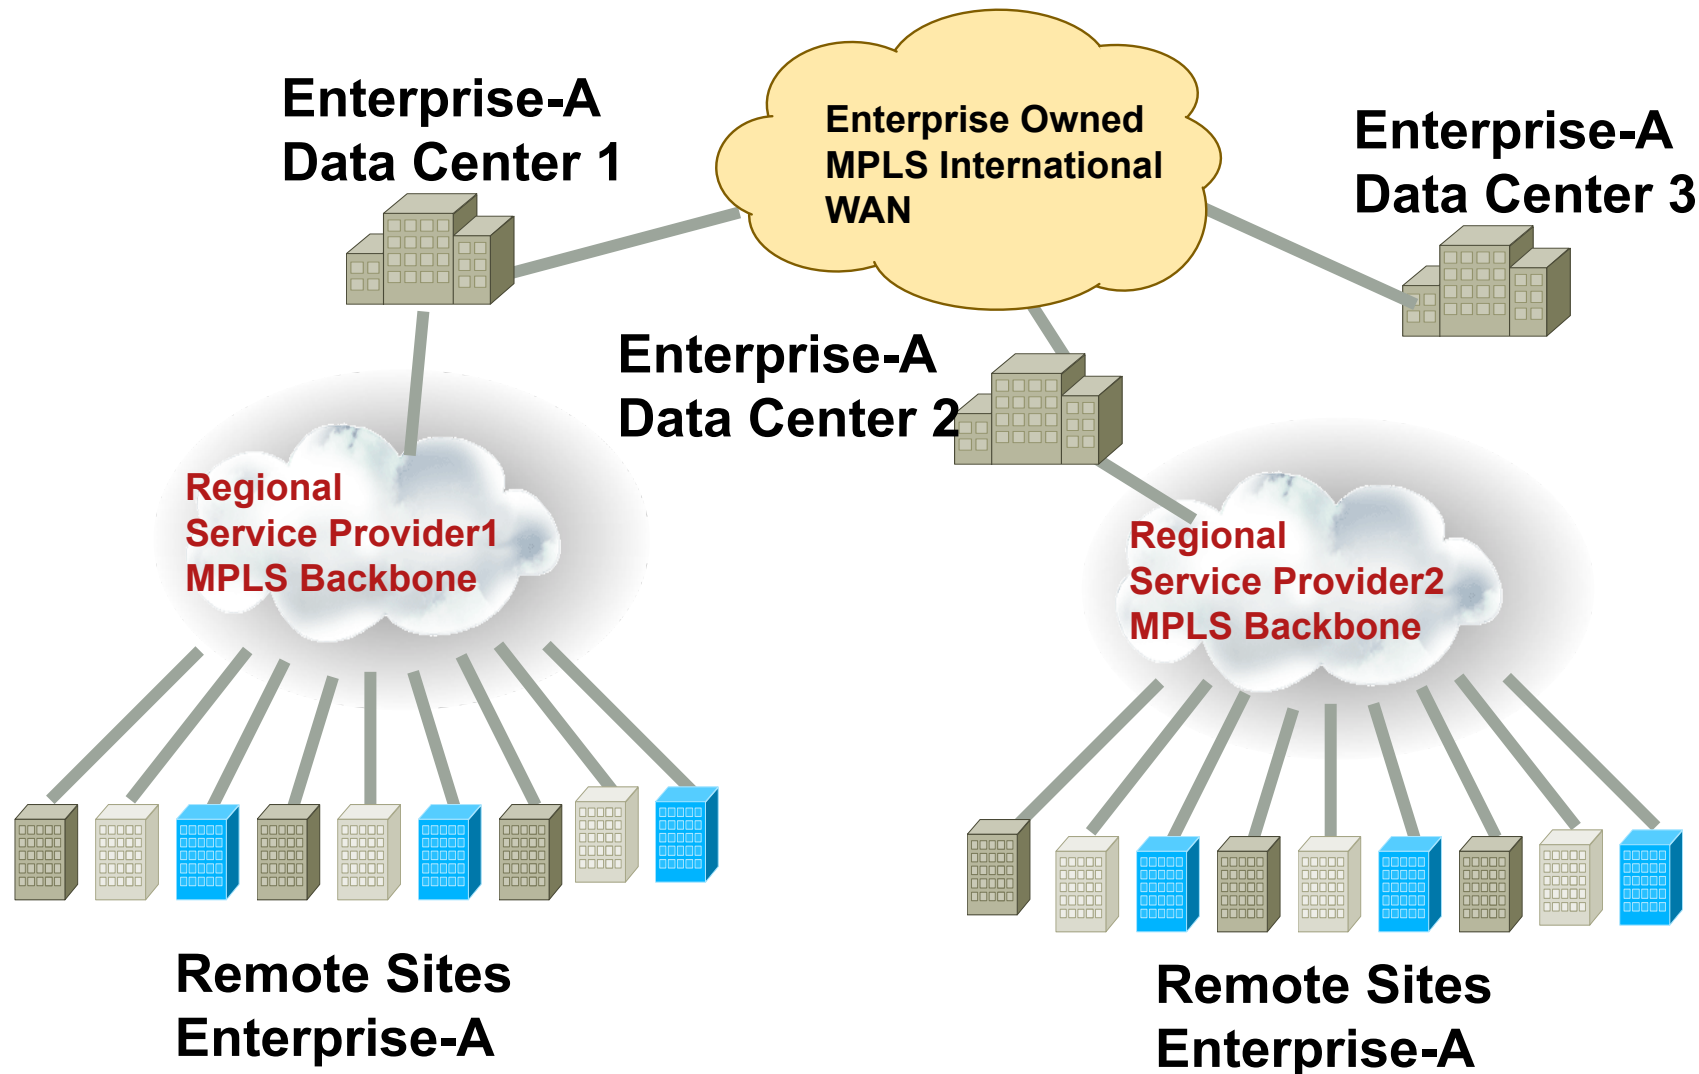 Enterprise-A
Data Center 1
Enterprise Owned
MPLS International
WAN
Enterprise-A
Data Center 3
Enterprise-A
Data Center 2
Regional
Service Provider1
MPLS Backbone
Regional
Service Provider2
MPLS Backbone
Remote Sites
Enterprise-A
Remote Sites
Enterprise-A